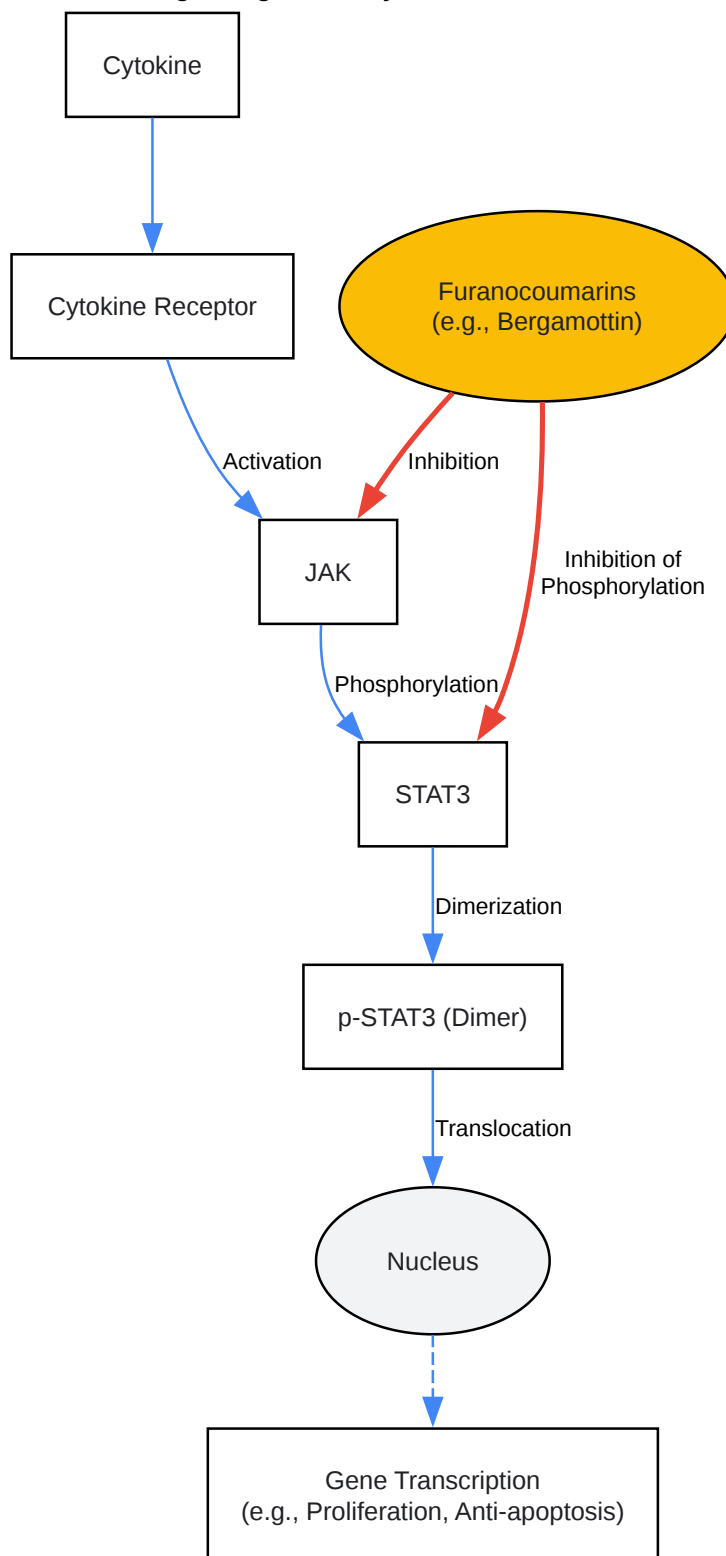 Cytokine
Cytokine Receptor
Furanocoumarins
(e.g., Bergamottin)
Activation
Inhibition
JAK
Inhibition of
Phosphorylation
Phosphorylation
STAT3
Dimerization
p-STAT3 (Dimer)
Translocation
Nucleus
Gene Transcription
(e.g., Proliferation, Anti-apoptosis)